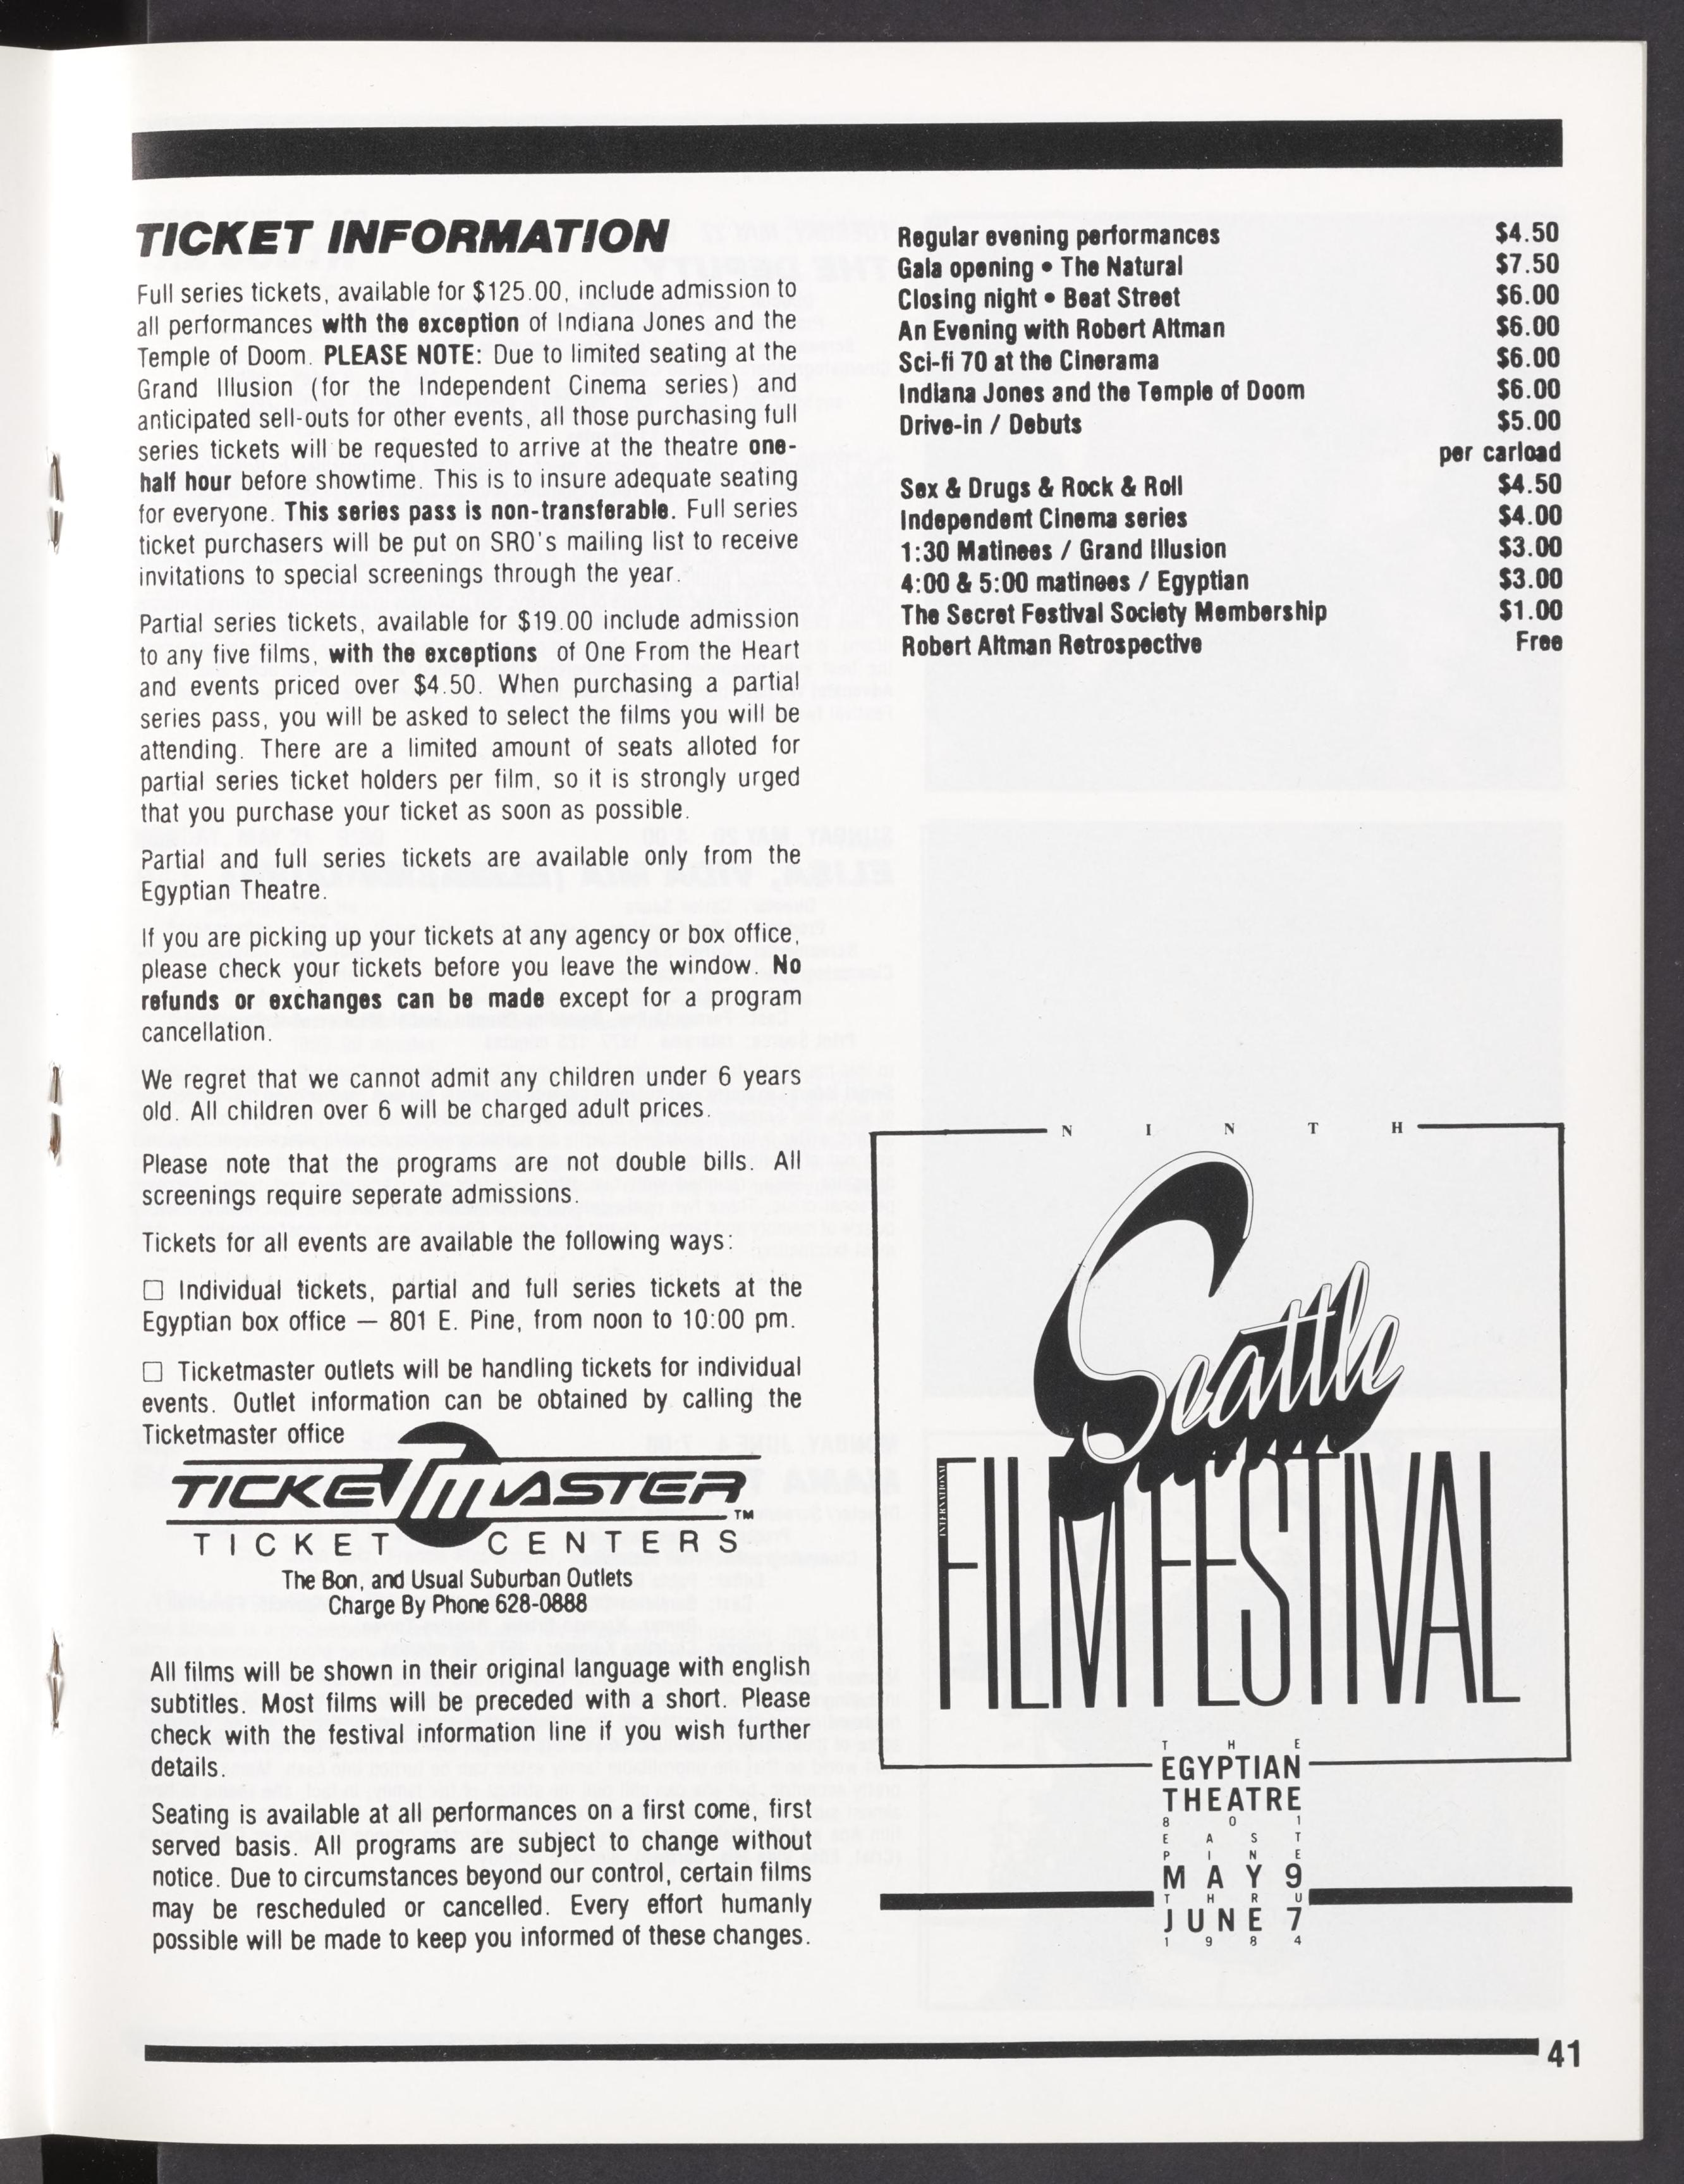 TICKET INFORMATION
Full series tickets, available for $125.00, include admission to
all performances with the exception of Indiana Jones and the
Temple of Doom. PLEASE NOTE: Due to limited seating at the
Grand Illusion (for the Independent Cinema series) and
anticipated sell-outs for other events, all those purchasing full
series tickets will be requested to arrive at the theatre one-
half hour before showtime. This is to insure adequate seating
for everyone. This series pass is non-transferable. Full series
ticket purchasers will be put on SRO's mailing list to receive
invitations to special screenings through the year.
Partial series tickets, available for $19.00 include admission
to any five films, with the exceptions of One From the Heart
and events priced over $4.50. When purchasing a partial
series pass, you will be asked to select the films you will be
attending. There are a limited amount of seats alloted for
partial series ticket holders per film, so it is strongly urged
that you purchase your ticket as soon as possible.
Partial and full series tickets are available only from the
Egyptian Theatre.
If you are picking up your tickets at any agency or box office,
please check your tickets before you leave the window. No
refunds or exchanges can be made except for a program
cancellation.
We regret that we cannot admit any children under 6 years
old. All children over 6 will be charged adult prices.
Please note that the programs are not double bills. All
screenings require seperate admissions.
Tickets for all events are available the following ways:
☐ Individual tickets, partial and full series tickets at the
Egyptian box office — 801 E. Pine, from noon to 10:00 pm.
☐ Ticketmaster outlets will be handling tickets for individual
events. Outlet information can be obtained by calling the
Ticketmaster office
TICKETMASTER TM
TICKET CENTERS
The Bon, and Usual Suburban Outlets
Charge By Phone 628-0888
All films will be shown in their original language with english
subtitles. Most films will be preceded with a short. Please
check with the festival information line if you wish further
details.
Seating is available at all performances on a first come, first
served basis. All programs are subject to change without
notice. Due to circumstances beyond our control, certain films
may be rescheduled or cancelled. Every effort humanly
possible will be made to keep you informed of these changes.
Regular evening performances $4.50
Gala opening • The Natural $7.50
Closing night • Beat Street $6.00
An Evening with Robert Altman $6.00
Sci-fi 70 at the Cinerama $6.00
Indiana Jones and the Temple of Doom $6.00
Drive-in / Debuts $5.00
per carload
Sex & Drugs & Rock & Roll $4.50
Independent Cinema series $4.00
1:30 Matinees / Grand Illusion $3.00
4:00 & 5:00 matinees / Egyptian $3.00
The Secret Festival Society Membership $1.00
Robert Altman Retrospective Free
NINTH
Seattle
INTERNATIONAL
FILM FESTIVAL
THE
EGYPTIAN
THEATRE
801
EAST
PINE
MAY 9
THRU
JUNE 7
1984
41